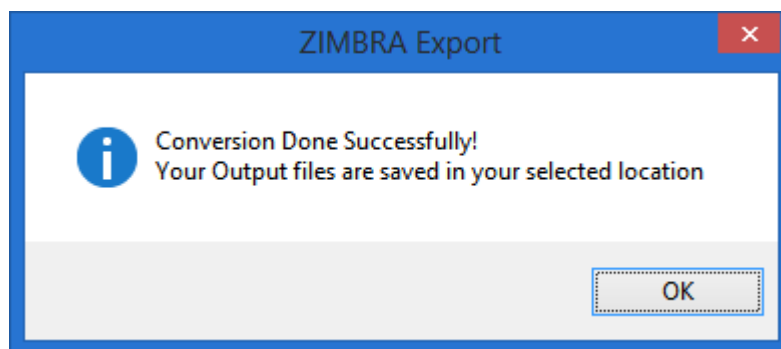 ZIMBRA Export
Conversion Done Successfully!
Your Output files are saved in your selected location
OK